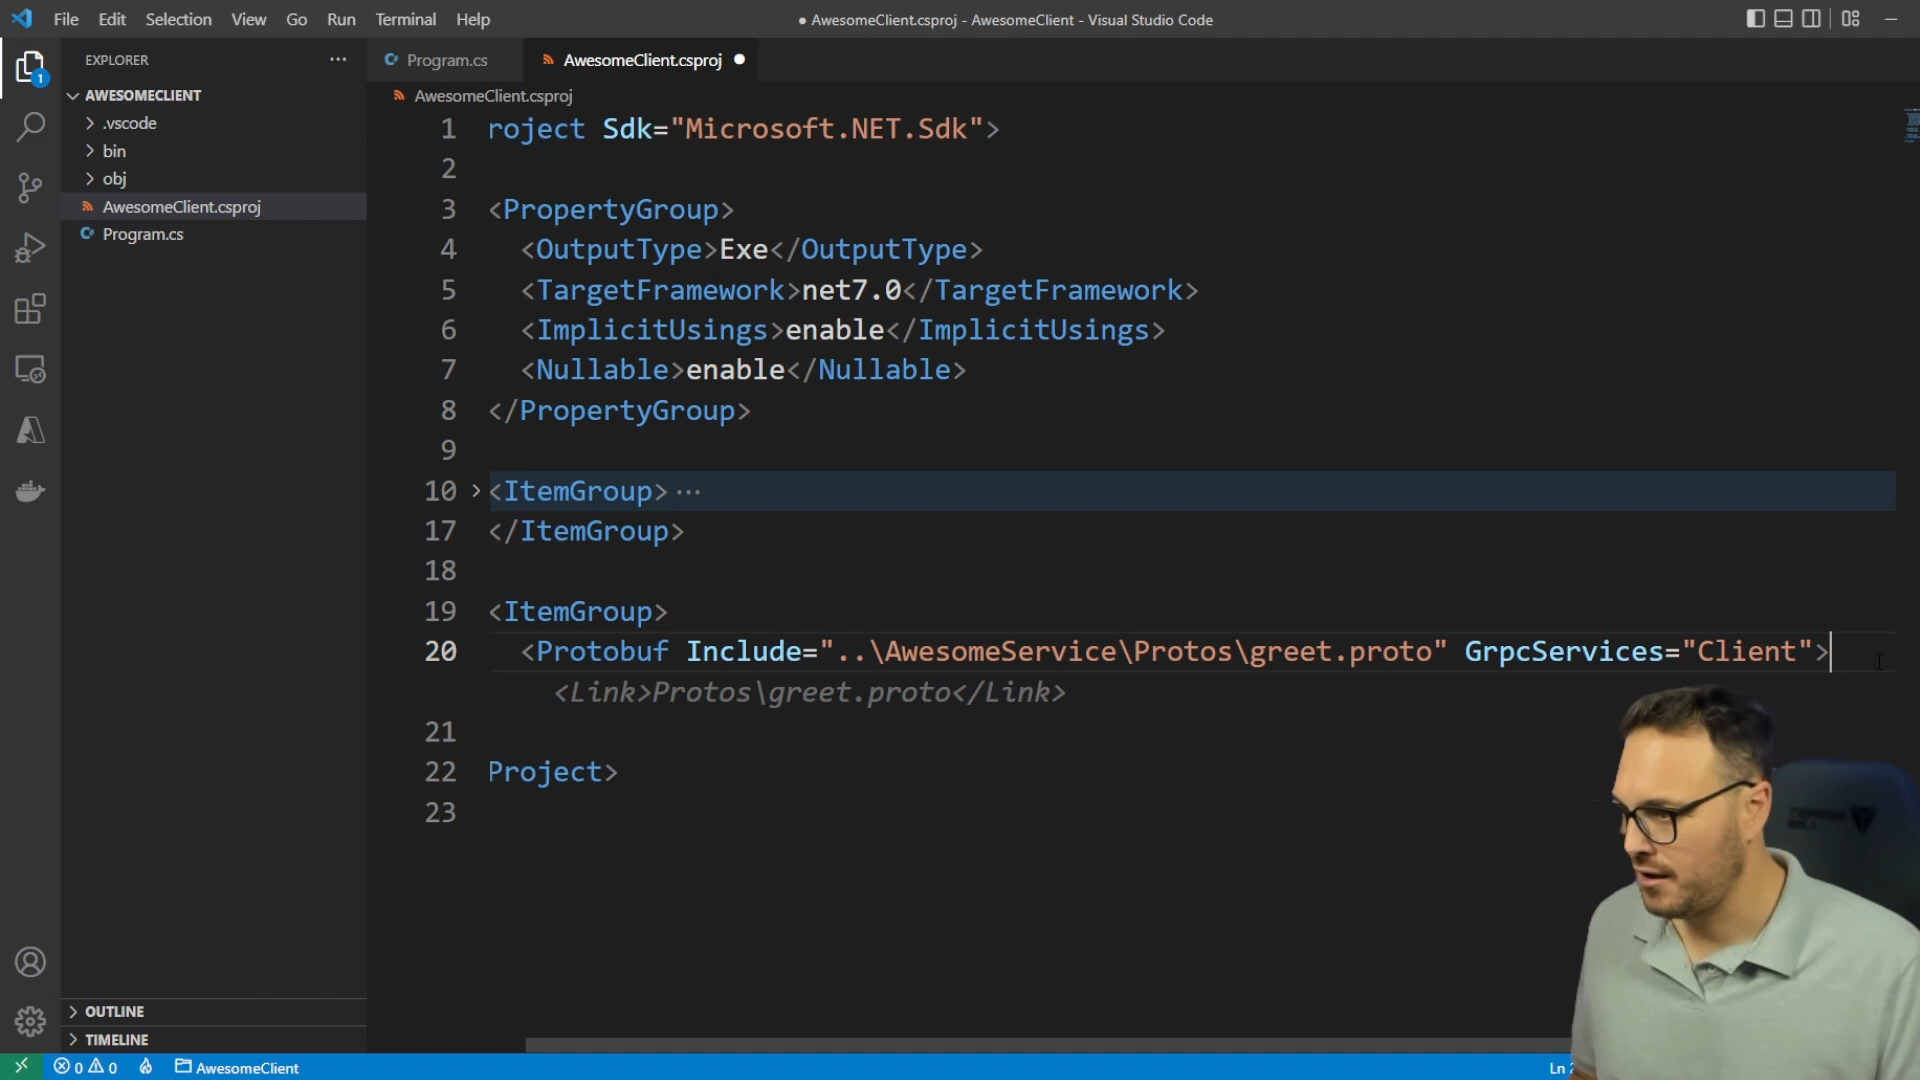 File Edit Selection View Go Run Terminal Help
● AwesomeClient.csproj - AwesomeClient - Visual Studio Code
EXPLORER
Program.cs
AwesomeClient.csproj
AWESOMECLIENT
AwesomeClient.csproj
.vscode
bin
obj
AwesomeClient.csproj
Program.cs
1 roject Sdk="Microsoft.NET.Sdk">
2
3 <PropertyGroup>
4 <OutputType>Exe</OutputType>
5 <TargetFramework>net7.0</TargetFramework>
6 <ImplicitUsings>enable</ImplicitUsings>
7 <Nullable>enable</Nullable>
8 </PropertyGroup>
9
10 <ItemGroup> ...
17 </ItemGroup>
18
19 <ItemGroup>
20 <Protobuf Include="..\AwesomeService\Protos\greet.proto" GrpcServices="Client">
<Link>Protos\greet.proto</Link>
21
22 Project>
23
1
OUTLINE
TIMELINE
0 0 AwesomeClient
Ln